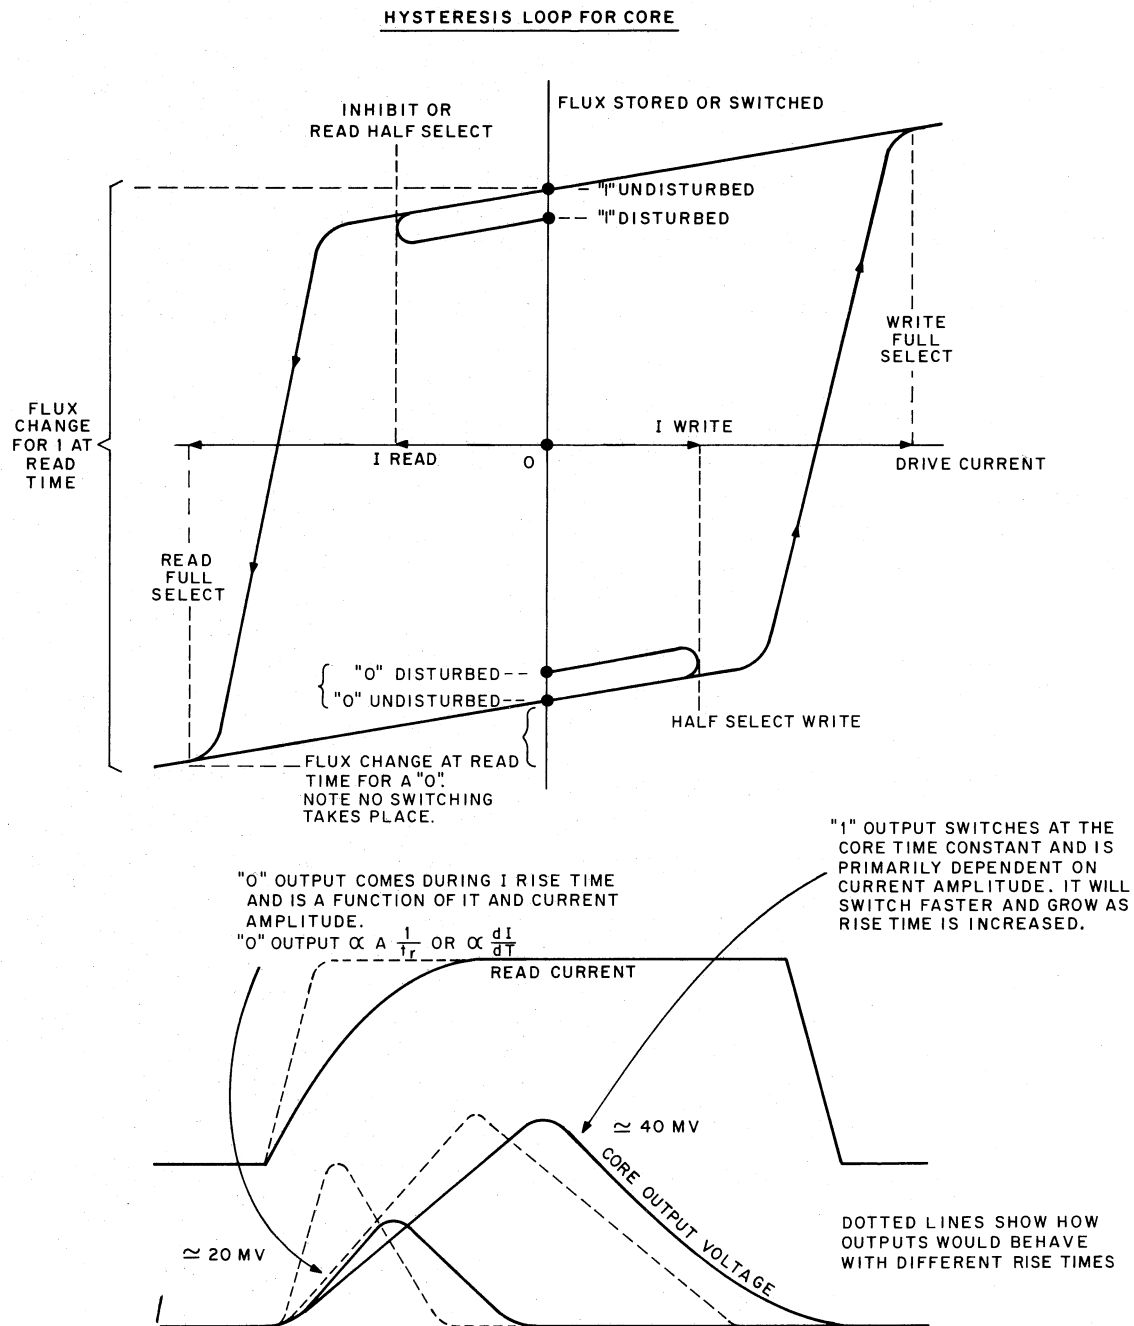 HYSTERESIS LOOP FOR CORE
FLUX STORED OR SWITCHED
INHIBIT OR
READ HALF SELECT
"1" UNDISTURBED
"1" DISTURBED
WRITE
FULL
SELECT
FLUX
CHANGE
FOR 1 AT
READ
TIME
I WRITE
I READ
O
DRIVE CURRENT
READ
FULL
SELECT
"0" DISTURBED
"0" UNDISTURBED
HALF SELECT WRITE
FLUX CHANGE AT READ
TIME FOR A "0".
NOTE NO SWITCHING
TAKES PLACE.
"1" OUTPUT SWITCHES AT THE
CORE TIME CONSTANT AND IS
PRIMARILY DEPENDENT ON
CURRENT AMPLITUDE. IT WILL
SWITCH FASTER AND GROW AS
RISE TIME IS INCREASED.
"0" OUTPUT COMES DURING I RISE TIME
AND IS A FUNCTION OF IT AND CURRENT
AMPLITUDE.
"0" OUTPUT ∝ A 1/tr OR ∝ dI/dT
READ CURRENT
≃ 40 MV
CORE OUTPUT VOLTAGE
≃ 20 MV
DOTTED LINES SHOW HOW
OUTPUTS WOULD BEHAVE
WITH DIFFERENT RISE TIMES